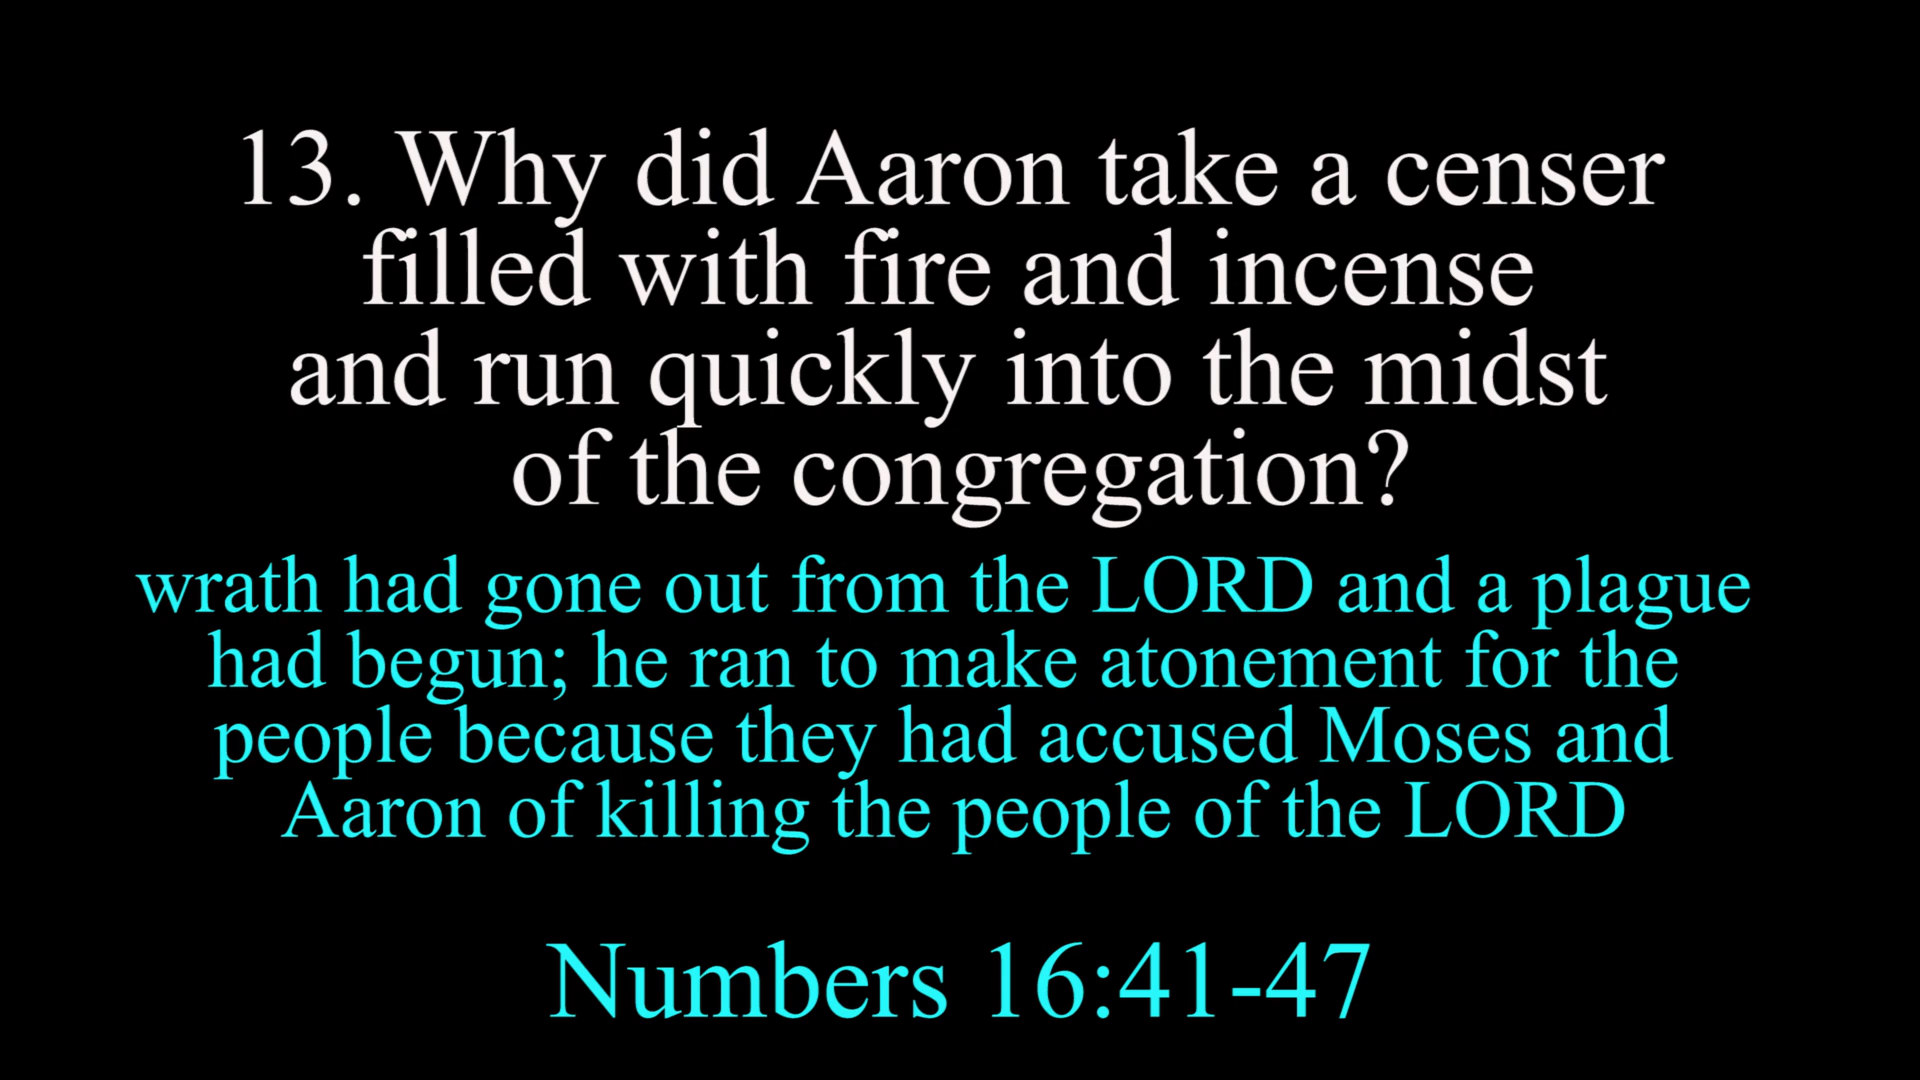 13. Why did Aaron take a censer
filled with fire and incense
and run quickly into the midst
of the congregation?
wrath had gone out from the LORD and a plague
had begun; he ran to make atonement for the
people because they had accused Moses and
Aaron of killing the people of the LORD
Numbers 16:41-47